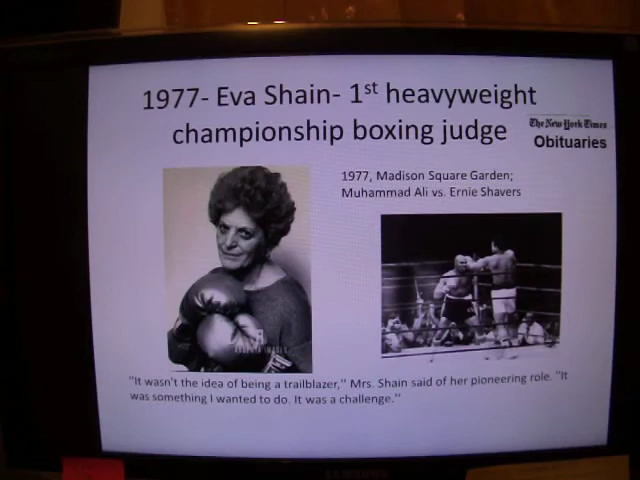 1977- Eva Shain- 1st heavyweight
championship boxing judge
The New York Times
Obituaries
1977, Madison Square Garden;
Muhammad Ali vs. Ernie Shavers
"It wasn't the idea of being a trailblazer," Mrs. Shain said of her pioneering role. "It
was something I wanted to do. It was a challenge."